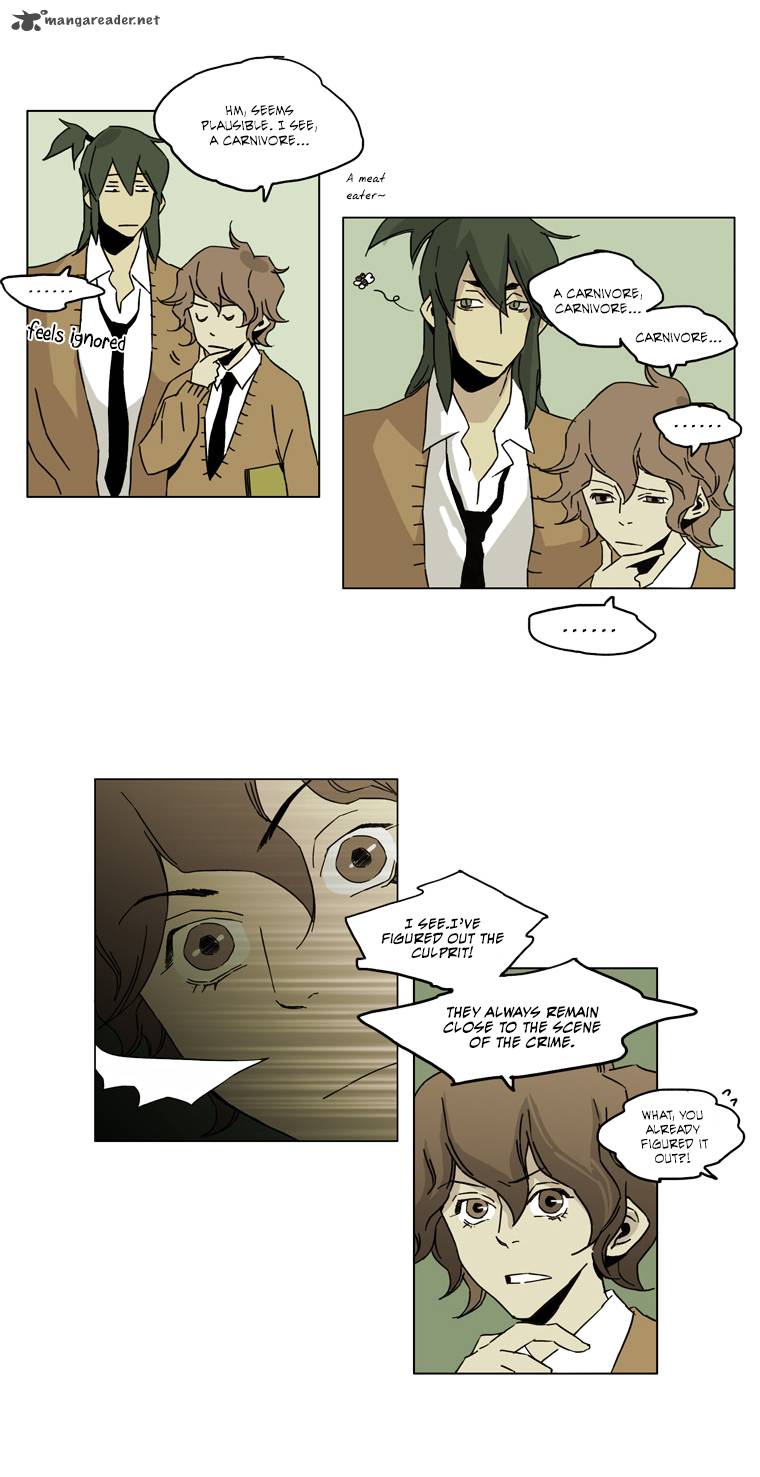 mangareader.net
HM, SEEMS
PLAUSIBLE. I SEE,
A CARNIVORE...
......
feels ignored
A meat
eater~
A CARNIVORE,
CARNIVORE...
CARNIVORE...
......
......
I SEE.I'VE
FIGURED OUT THE
CULPRIT!
THEY ALWAYS REMAIN
CLOSE TO THE SCENE
OF THE CRIME.
WHAT, YOU
ALREADY
FIGURED IT
OUT?!